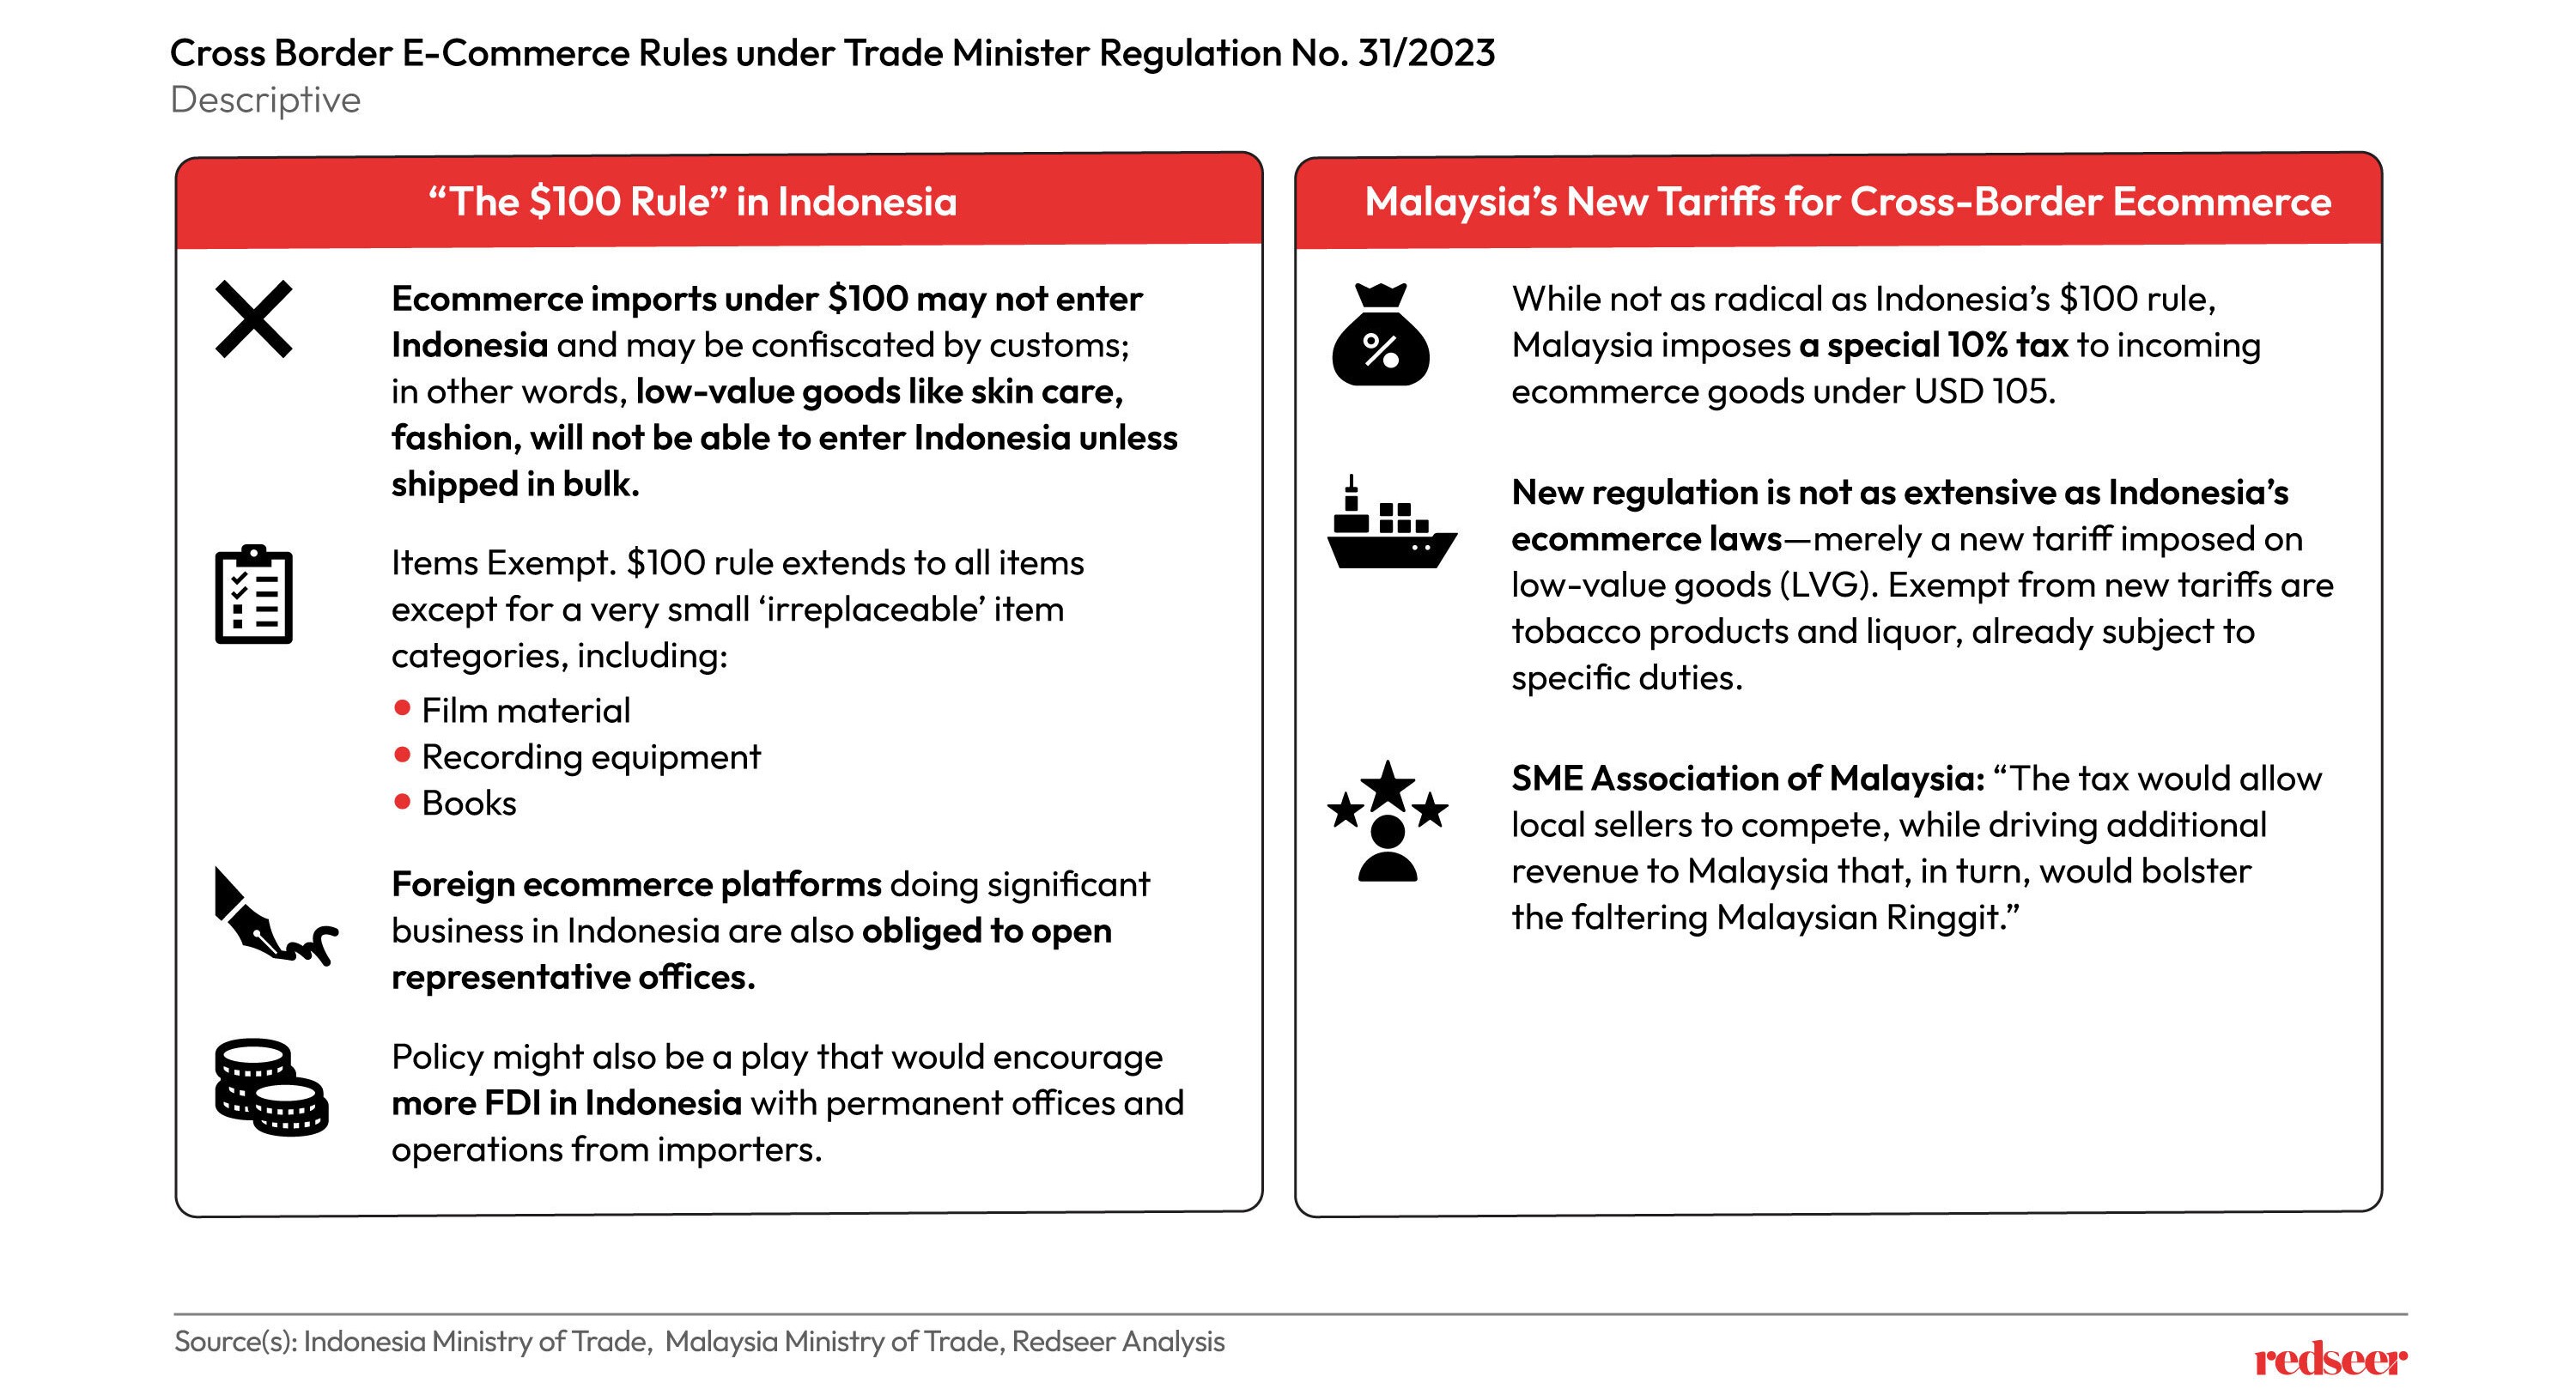 Cross Border E-Commerce Rules under Trade Minister Regulation No. 31/2023
Descriptive
“The $100 Rule” in Indonesia
Ecommerce imports under $100 may not enter
Indonesia and may be confiscated by customs;
in other words, low-value goods like skin care,
fashion, will not be able to enter Indonesia unless
shipped in bulk.
Items Exempt. $100 rule extends to all items
except for a very small ‘irreplaceable’ item
categories, including:
• Film material
• Recording equipment
• Books
Foreign ecommerce platforms doing significant
business in Indonesia are also obliged to open
representative offices.
Policy might also be a play that would encourage
more FDI in Indonesia with permanent offices and
operations from importers.
Malaysia’s New Tariffs for Cross-Border Ecommerce
%
While not as radical as Indonesia’s $100 rule,
Malaysia imposes a special 10% tax to incoming
ecommerce goods under USD 105.
New regulation is not as extensive as Indonesia’s
ecommerce laws—merely a new tariff imposed on
low-value goods (LVG). Exempt from new tariffs are
tobacco products and liquor, already subject to
specific duties.
SME Association of Malaysia: “The tax would allow
local sellers to compete, while driving additional
revenue to Malaysia that, in turn, would bolster
the faltering Malaysian Ringgit.”
Source(s): Indonesia Ministry of Trade, Malaysia Ministry of Trade, Redseer Analysis
redseer